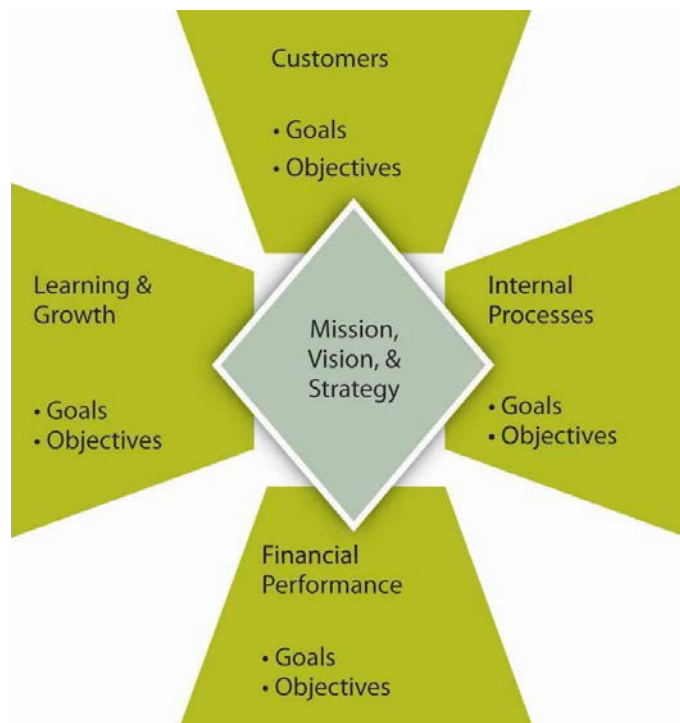 Customers
• Goals
• Objectives
Learning &
Growth
• Goals
• Objectives
Mission,
Vision, &
Strategy
Internal
Processes
• Goals
• Objectives
Financial
Performance
• Goals
• Objectives